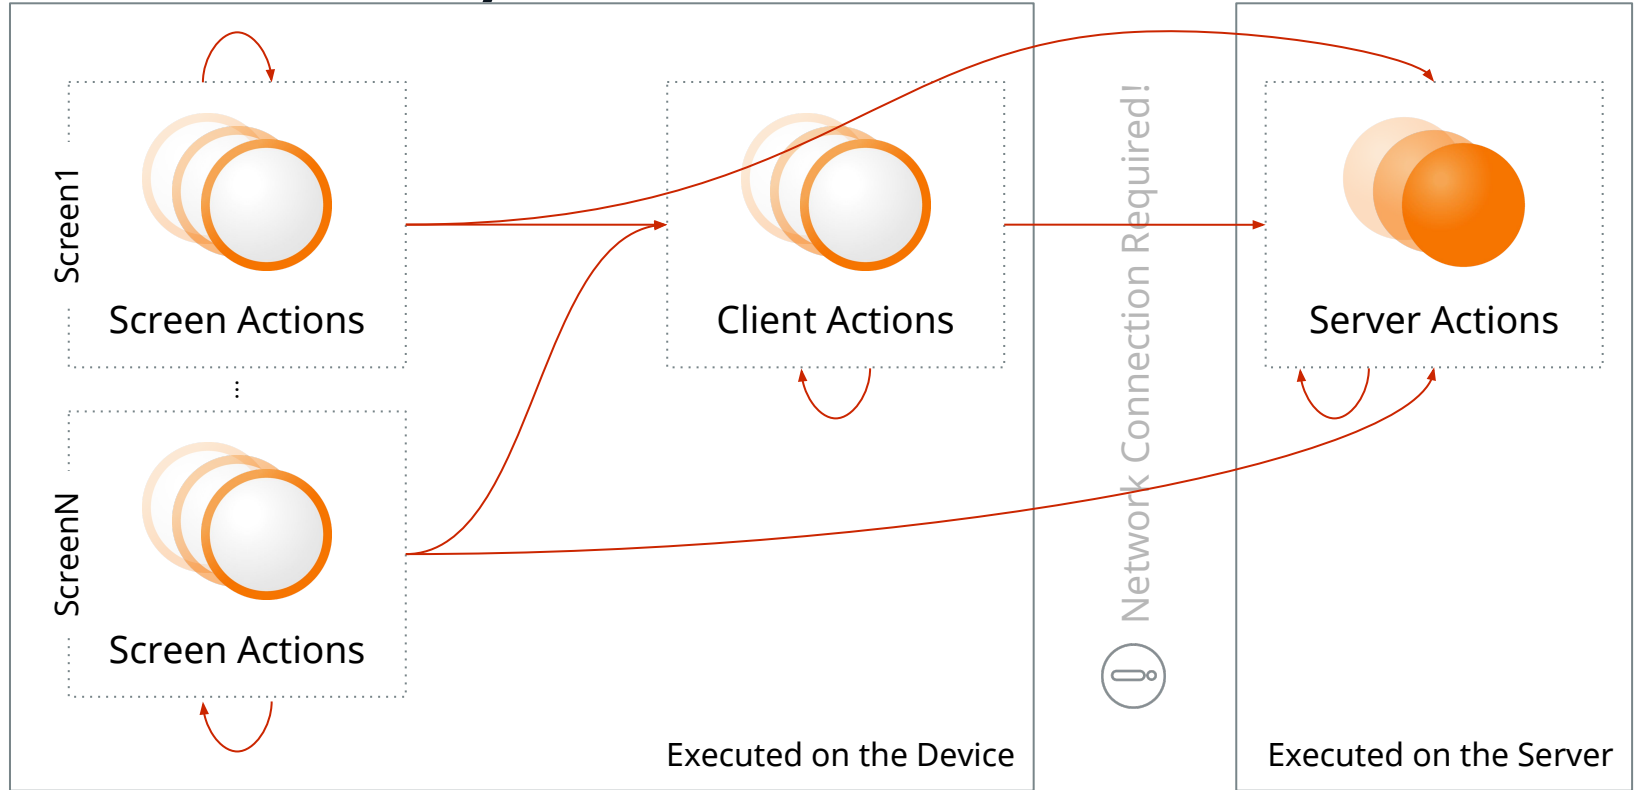 Screen1
Screen Actions
Client Actions
Server Actions
Network Connection Required!
ScreenN
Screen Actions
Executed on the Device
Executed on the Server